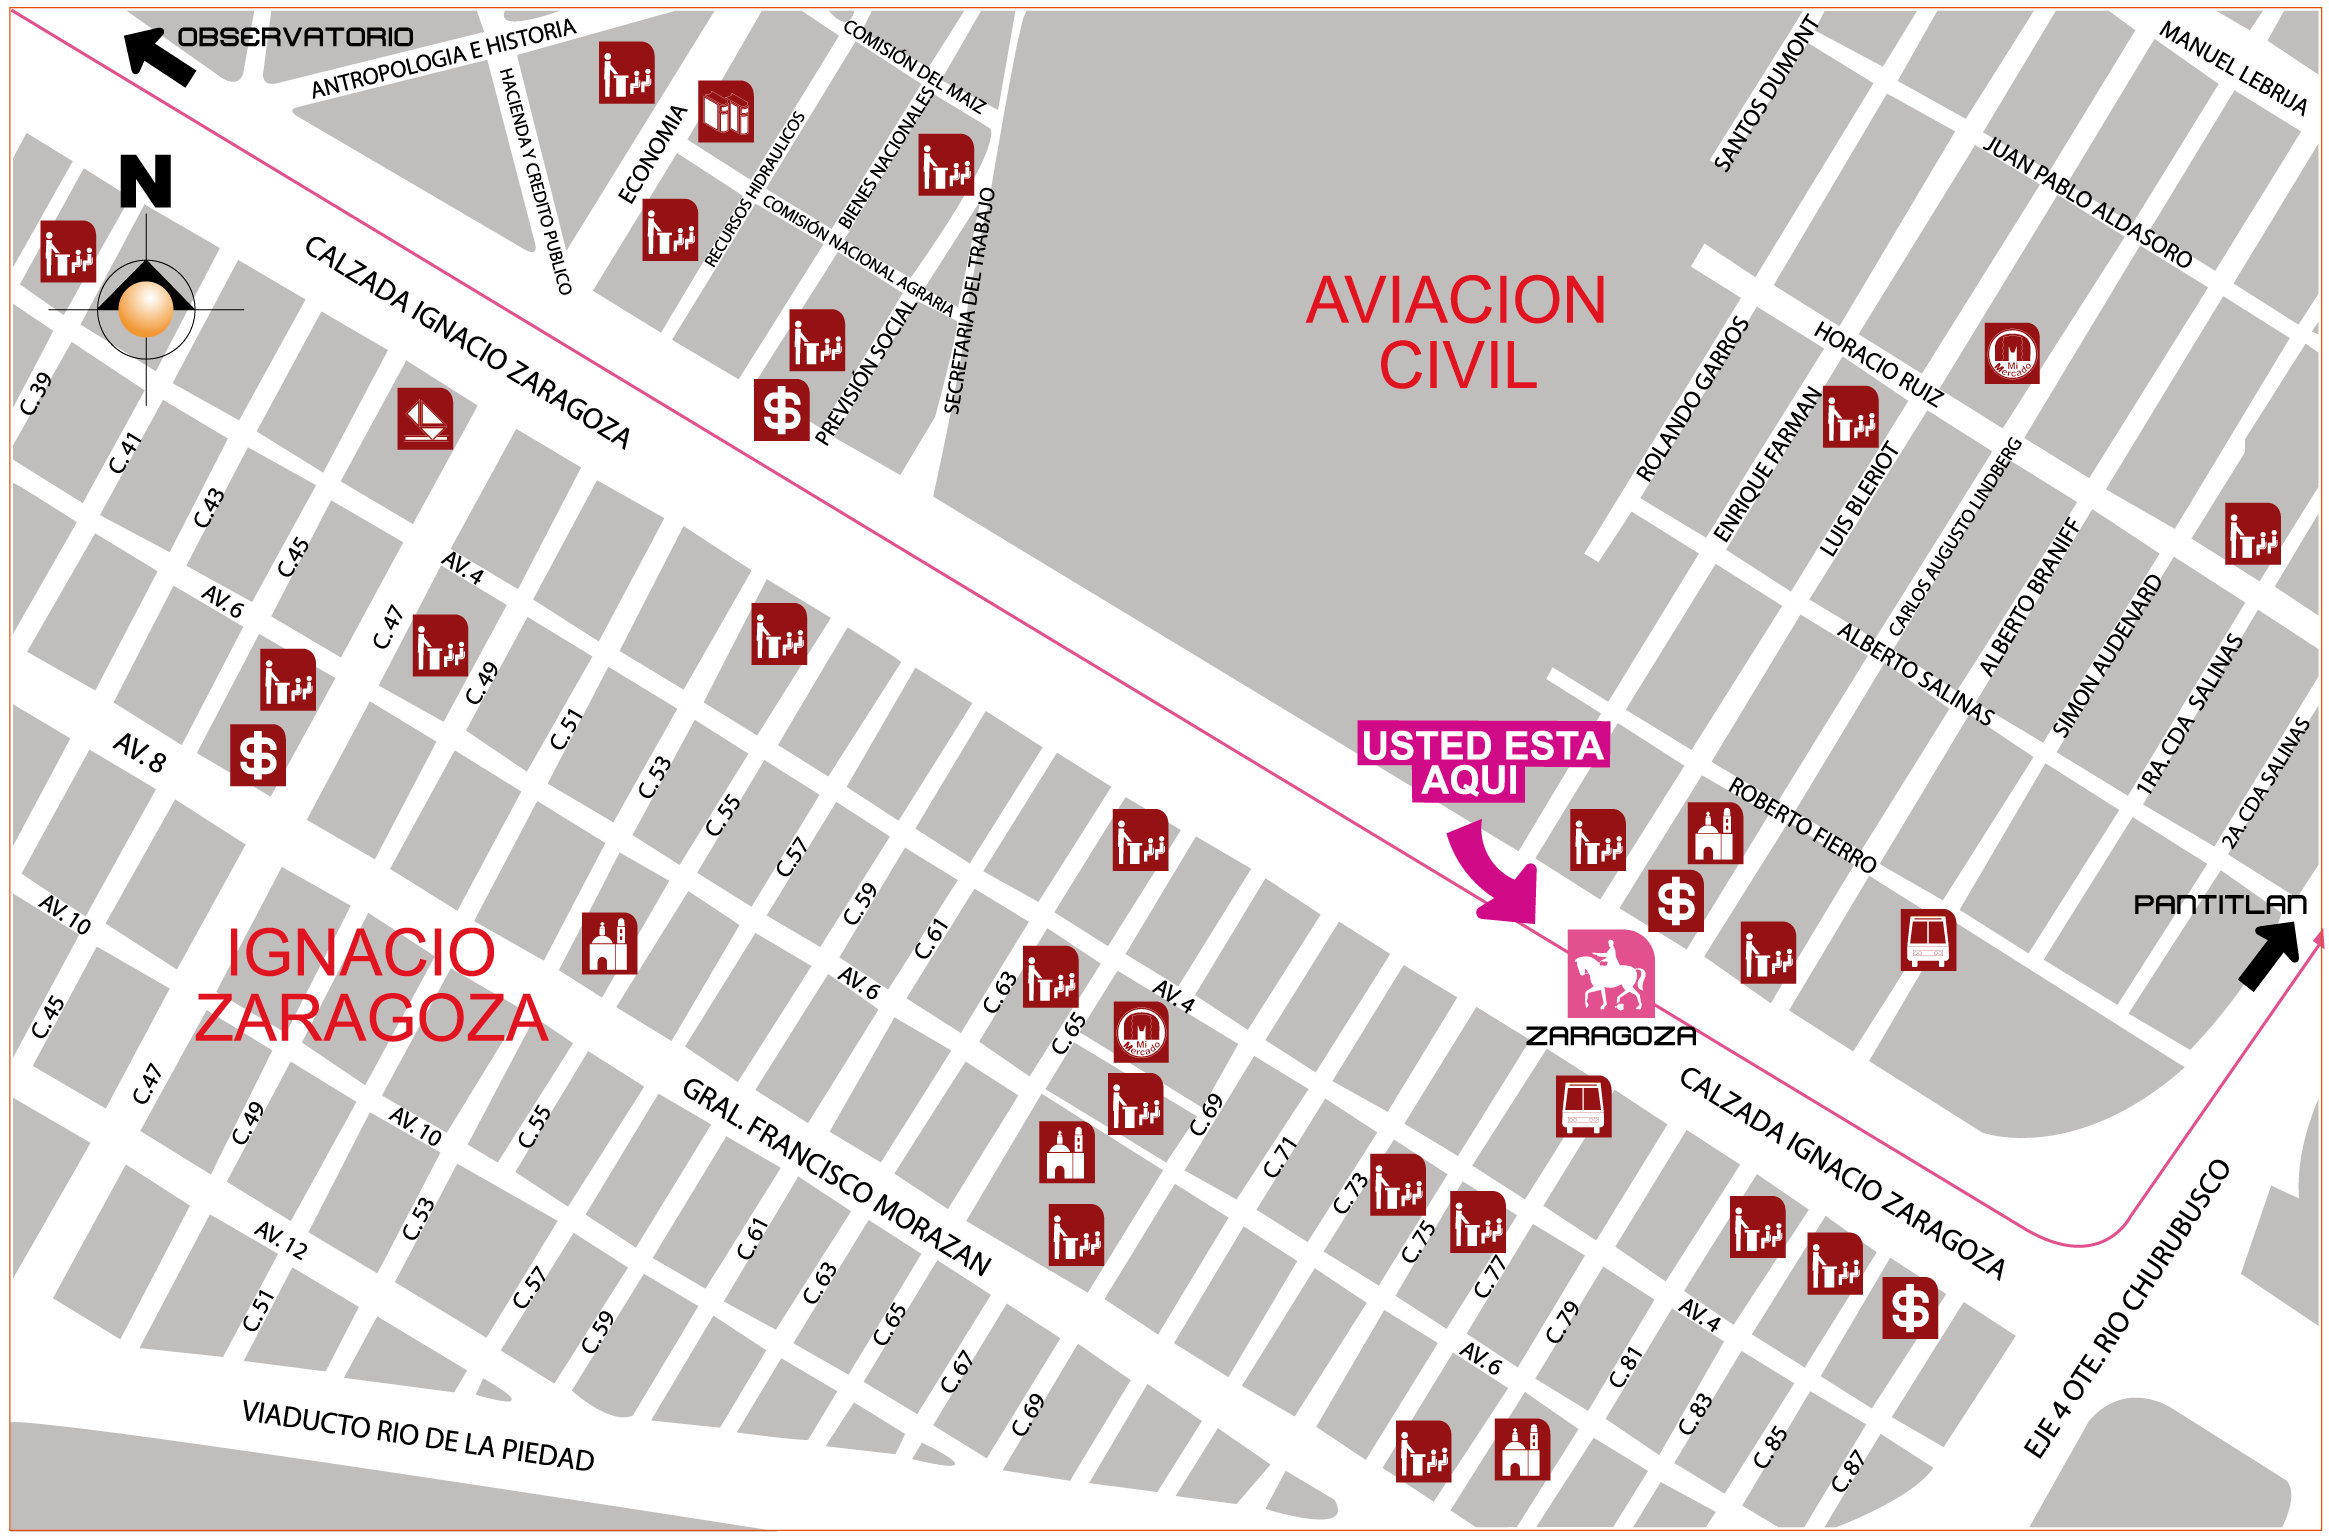 OBSERVATORIO
ANTROPOLOGIA E HISTORIA
HACIENDA Y CREDITO PUBLICO
ECONOMIA
RECURSOS HIDRAULICOS
COMISIÓN DEL MAIZ
BIENES NACIONALES
COMISIÓN NACIONAL AGRARIA
PREVISIÓN SOCIAL
SECRETARIA DEL TRABAJO
N
CALZADA IGNACIO ZARAGOZA
AVIACION
CIVIL
SANTOS DUMONT
MANUEL LEBRIJA
JUAN PABLO ALDASORO
HORACIO RUIZ
Mi
Mercado
ROLANDO GARROS
ENRIQUE FARMAN
LUIS BLERIOT
CARLOS AUGUSTO LINDBERG
ALBERTO BRANIFF
SIMON AUDENARD
1RA. CDA SALINAS
2A. CDA SALINAS
ALBERTO SALINAS
ROBERTO FIERRO
PANTITLAN
USTED ESTA
AQUI
ZARAGOZA
CALZADA IGNACIO ZARAGOZA
EJE 4 OTE. RIO CHURUBUSCO
C. 39
C. 41
C. 43
C. 45
C. 47
C. 49
C. 51
C. 53
C. 55
C. 57
C. 59
C. 61
C. 63
C. 65
C. 69
C. 71
C. 73
C. 75
C. 77
C. 79
C. 81
C. 83
C. 85
C. 87
AV. 4
AV. 6
AV. 8
AV. 10
IGNACIO
ZARAGOZA
AV. 6
AV. 4
Mi
Mercado
GRAL. FRANCISCO MORAZAN
C. 45
C. 47
C. 49
C. 51
C. 53
C. 55
C. 57
C. 59
C. 61
C. 63
C. 65
C. 67
C. 69
AV. 10
AV. 12
AV. 4
AV. 6
VIADUCTO RIO DE LA PIEDAD